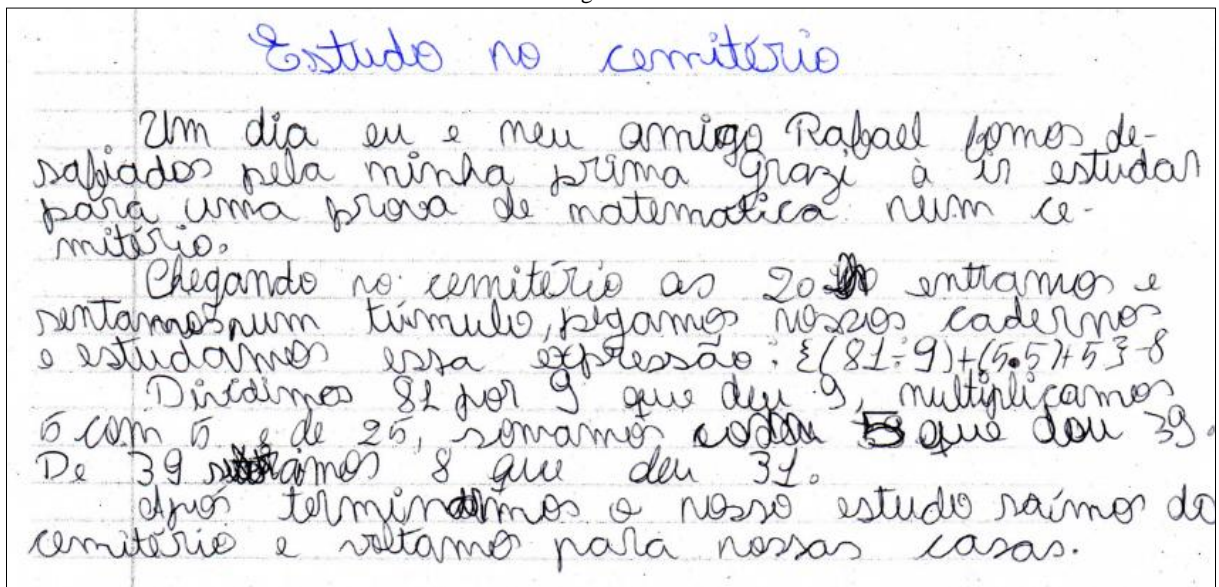 Estudo no cemitério
Um dia eu e meu amigo Rafael fomos de-
safiados pela minha prima Grazi à ir estudar
para uma prova de matemática num ce-
mitério.
Chegando no cemitério as 20 entramos e
sentamos num túmulo, pegamos nossos cadernos
e estudamos essa expressão: {(81÷9)+(5.5)+5}-8
Dividimos 81 por 9 que deu 9, multiplicamos
5 com 5 de 25, somamos que dou 39.
De 39 8 que deu 31.
Após terminarmos o nosso estudo saímos do
cemitério e voltamos para nossas casas.